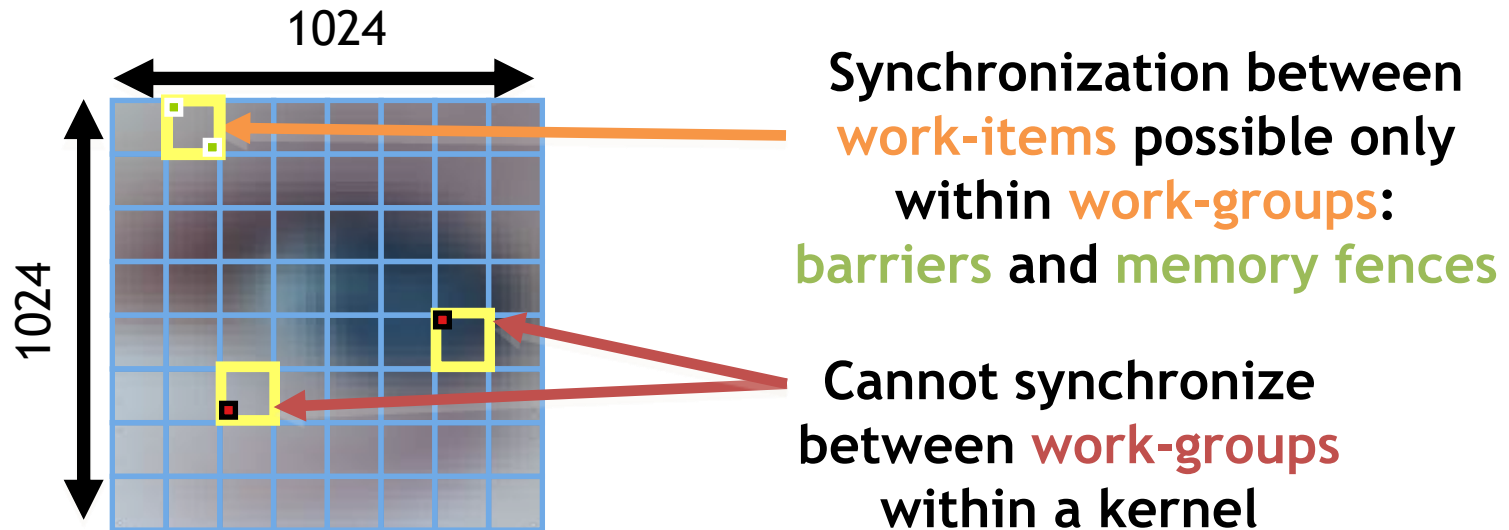 1024
1024
Synchronization between
work-items possible only
within work-groups:
barriers and memory fences
Cannot synchronize
between work-groups
within a kernel